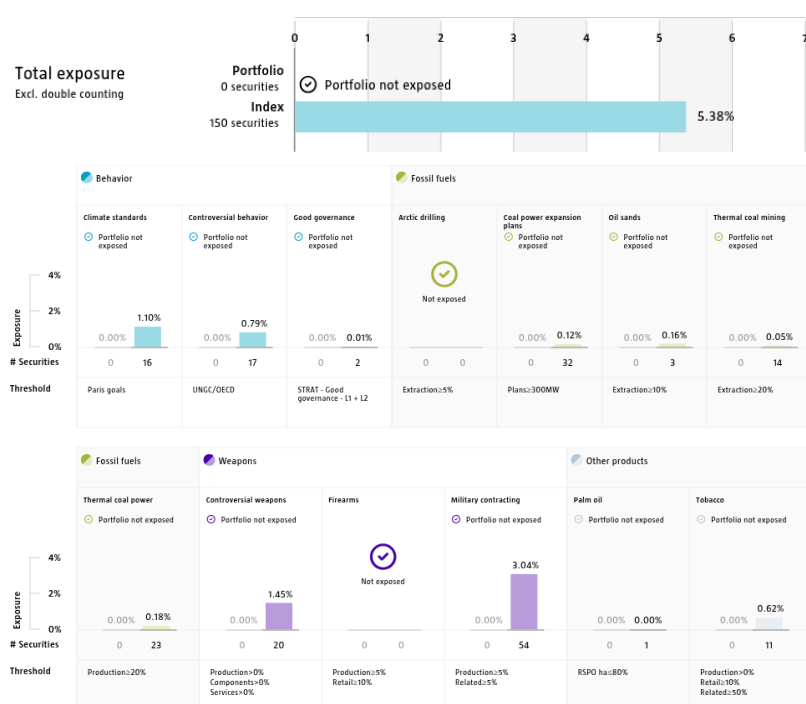 0 1 2 3 4 5 6 7
Total exposure
Excl. double counting
Portfolio
0 securities
Portfolio not exposed
Index
150 securities
5.38%
Behavior
Fossil fuels
Climate standards
Controversial behavior
Good governance
Arctic drilling
Coal power expansion
plans
Oil sands
Thermal coal mining
Portfolio not
exposed
Portfolio not
exposed
Portfolio not
exposed
Not exposed
Portfolio not
exposed
Portfolio not
exposed
Portfolio not
exposed
Exposure
4%
2%
0%
0.00% 1.10%
0.00% 0.79%
0.00% 0.01%
0.00% 0.12%
0.00% 0.16%
0.00% 0.05%
# Securities 0 16 0 17 0 2 0 0 0 32 0 3 0 14
Threshold
Paris goals
UNGC/OECD
STRAT - Good
governance - L1 + L2
Extraction≥5%
Plans≥300MW
Extraction≥10%
Extraction≥20%
Fossil fuels
Weapons
Other products
Thermal coal power
Controversial weapons
Firearms
Military contracting
Palm oil
Tobacco
Portfolio not exposed
Portfolio not exposed
Not exposed
Portfolio not exposed
Portfolio not exposed
Portfolio not exposed
Exposure
4%
2%
0%
0.00% 0.18%
0.00% 1.45%
0.00% 3.04%
0.00% 0.00%
0.00% 0.62%
# Securities 0 23 0 20 0 0 0 54 0 1 0 11
Threshold
Production≥20%
Production>0%
Components>0%
Services>0%
Production≥5%
Retail≥10%
Production≥5%
Related≥5%
RSPO ha≤80%
Production>0%
Retail≥10%
Related≥50%